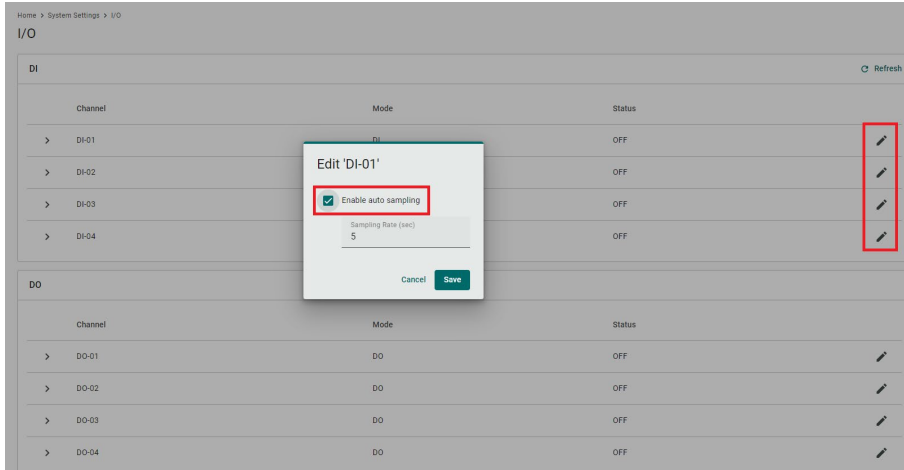 Home > System Settings > I/O
I/O
DI
Refresh
Channel Mode Status
DI-01 DI OFF
DI-02 OFF
DI-03 OFF
DI-04 OFF
Edit 'DI-01'
Enable auto sampling
Sampling Rate (sec)
5
Cancel Save
DO
Channel Mode Status
DO-01 DO OFF
DO-02 DO OFF
DO-03 DO OFF
DO-04 DO OFF